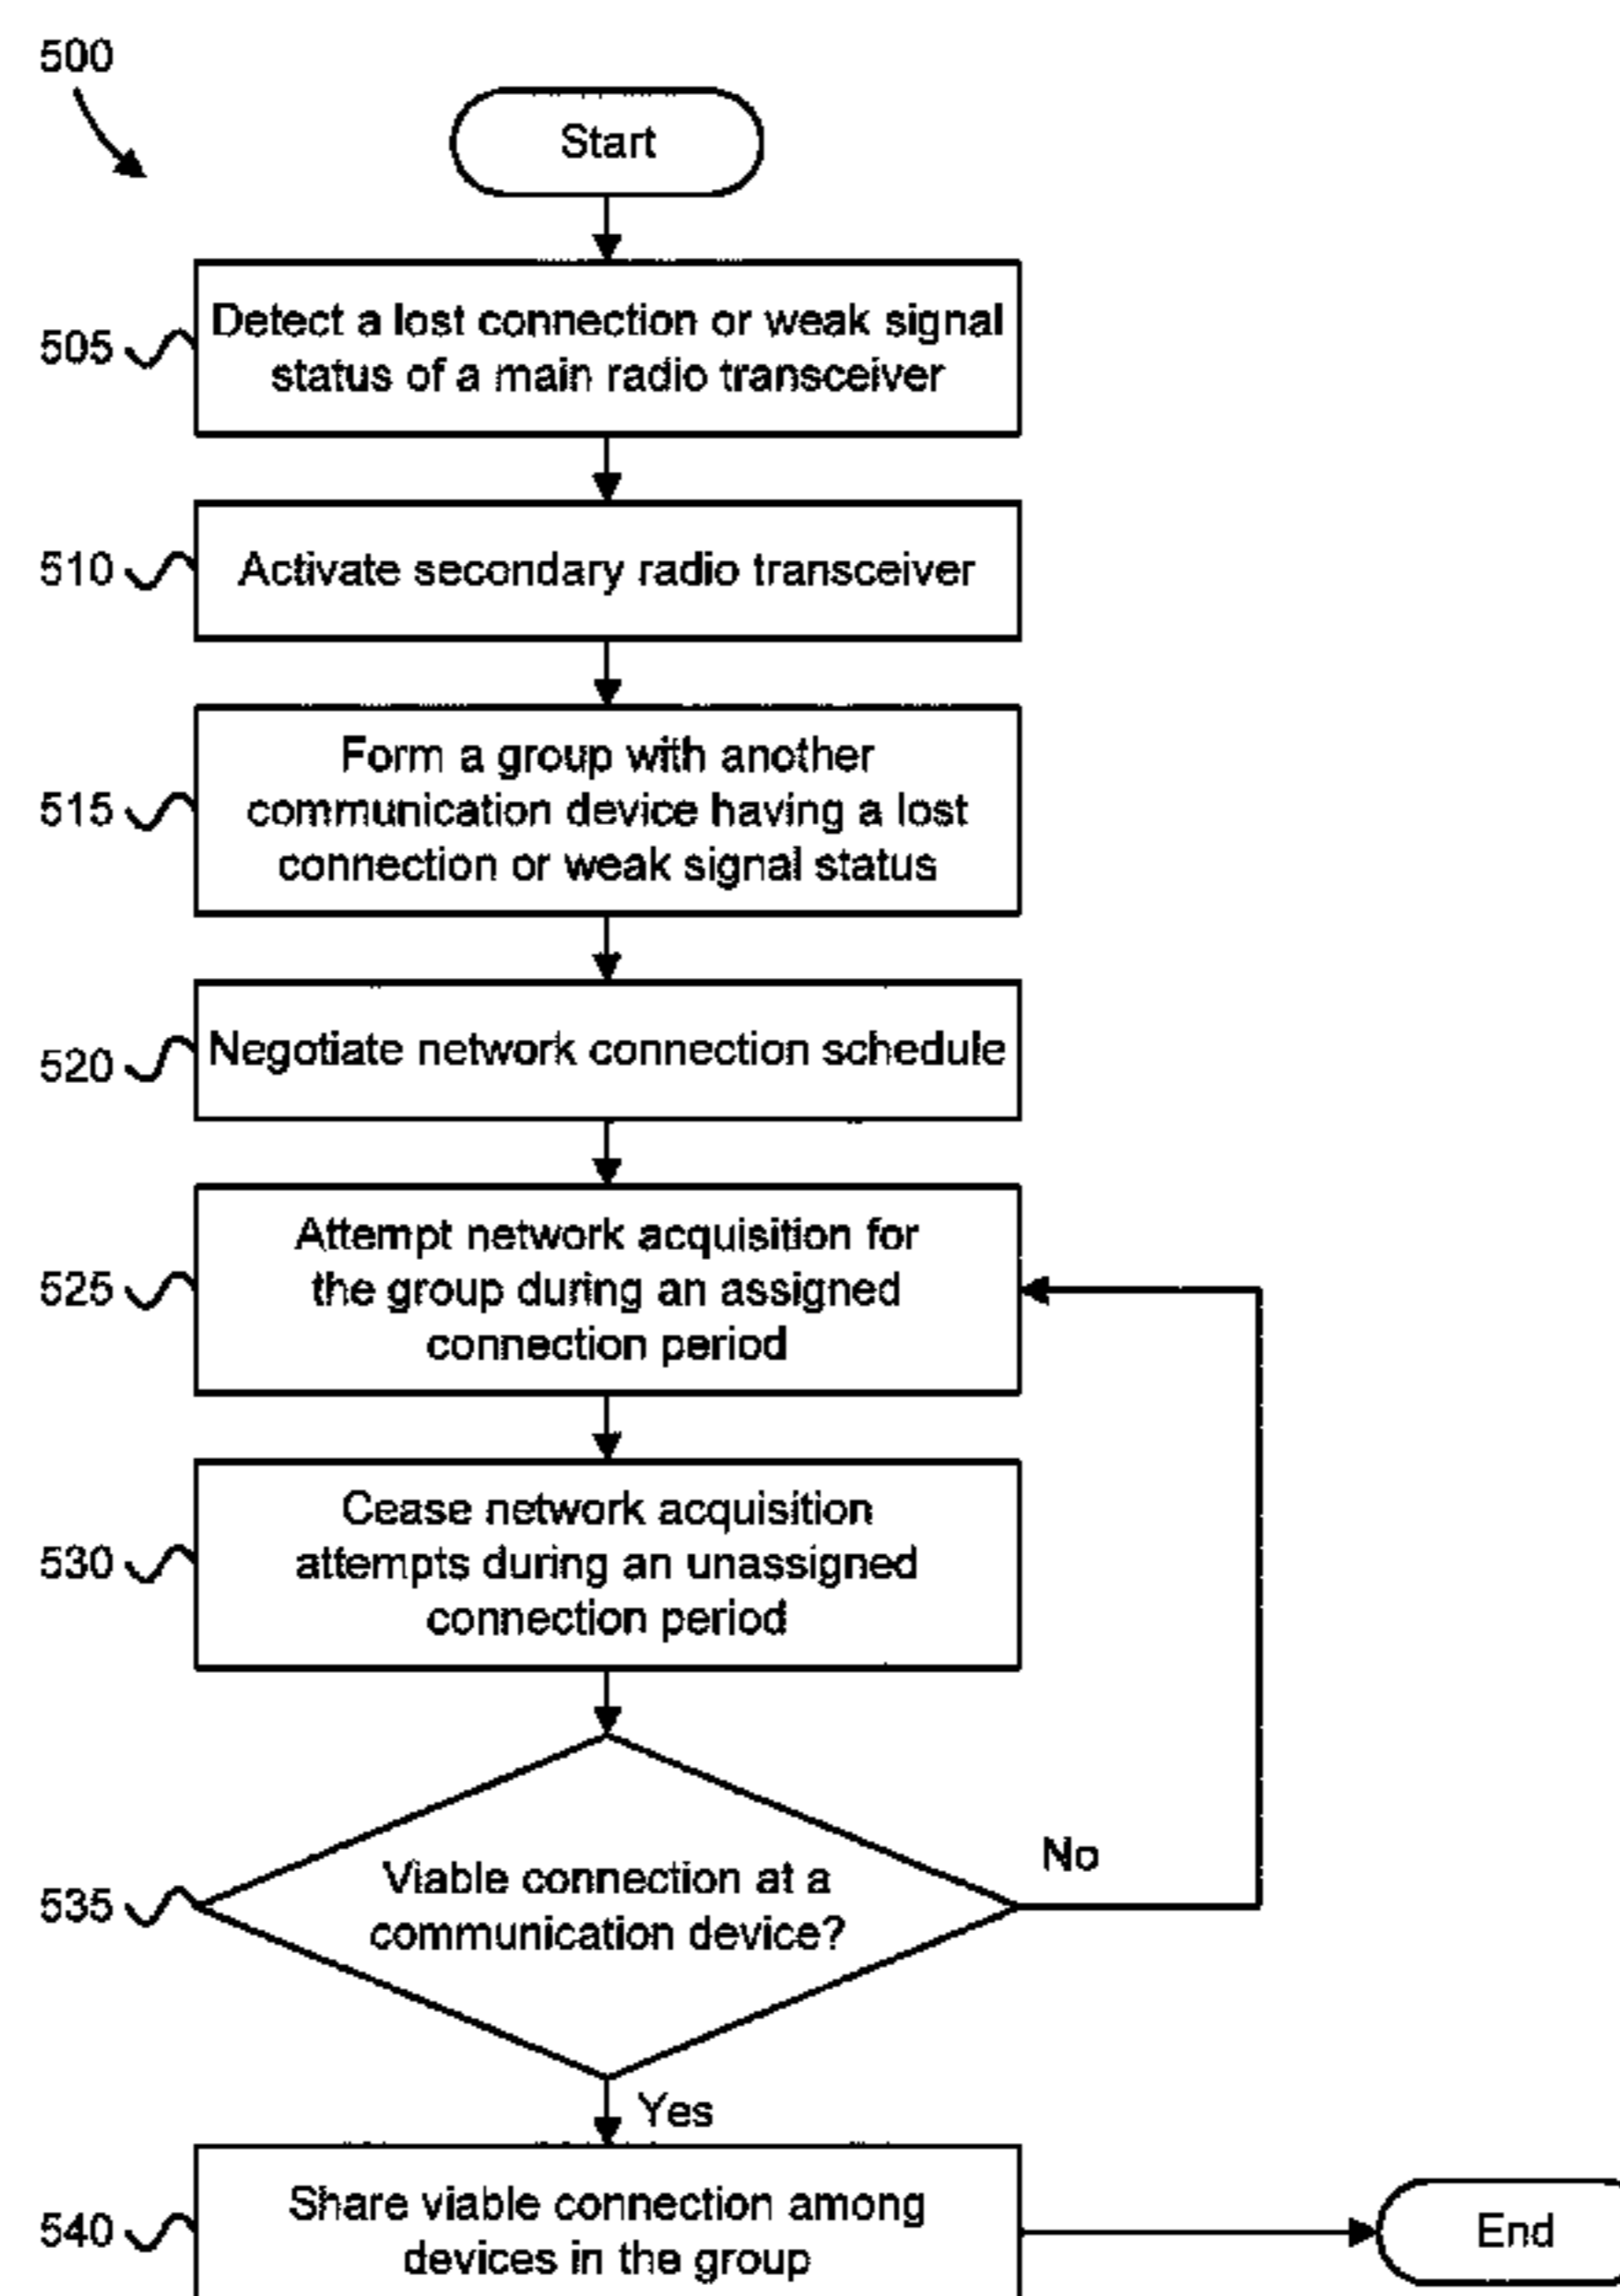 500
Start
505
Detect a lost connection or weak signal
status of a main radio transceiver
510
Activate secondary radio transceiver
515
Form a group with another
communication device having a lost
connection or weak signal status
520
Negotiate network connection schedule
525
Attempt network acquisition for
the group during an assigned
connection period
530
Cease network acquisition
attempts during an unassigned
connection period
535
Viable connection at a
communication device?
No
Yes
540
Share viable connection among
devices in the group
End